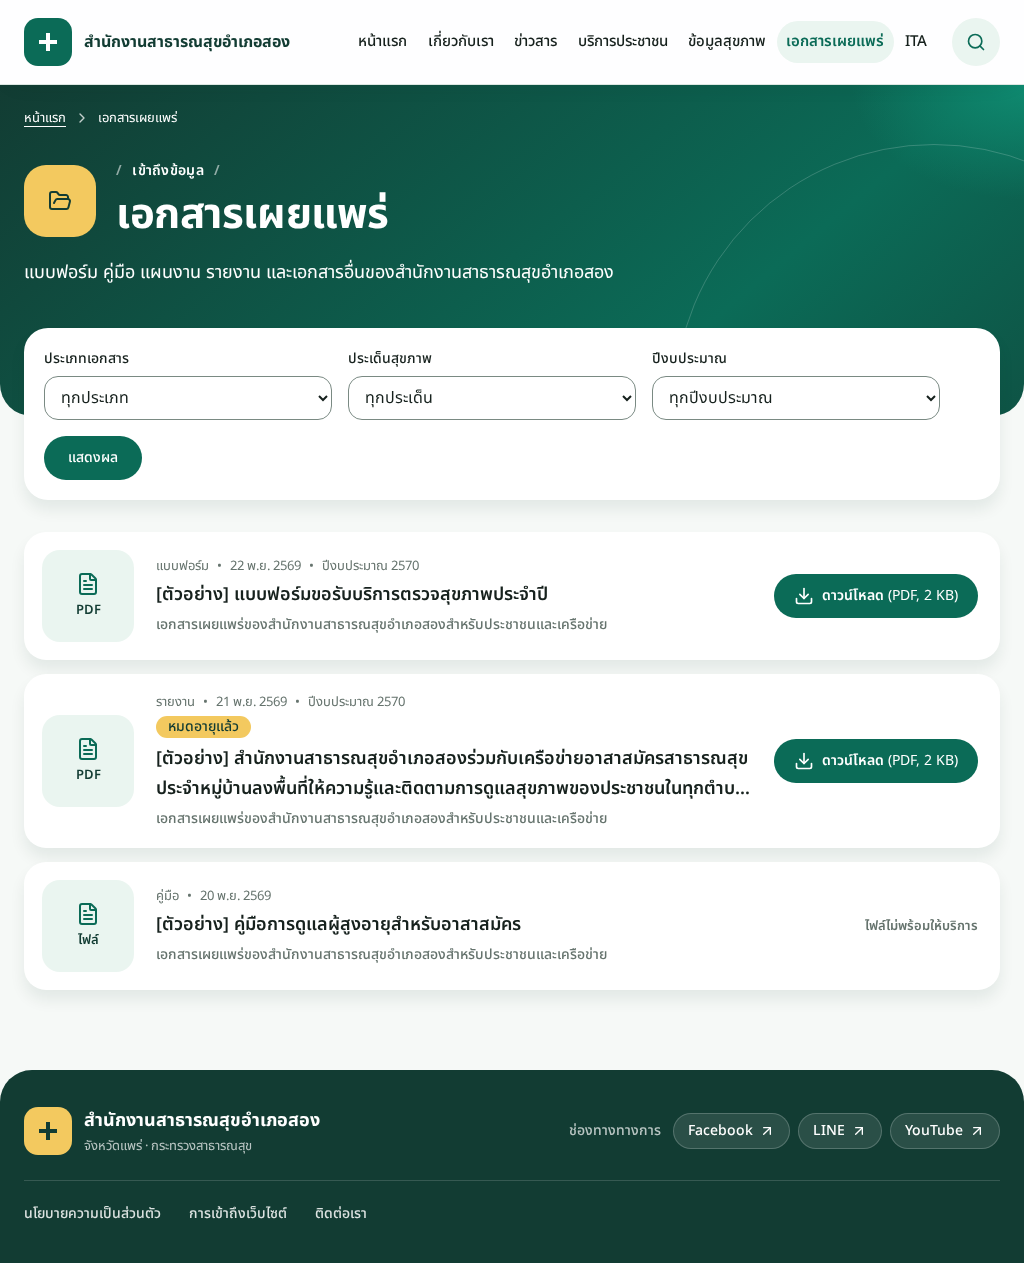 สำนักงานสาธารณสุขอำเภอสอง
หน้าแรก
เกี่ยวกับเรา
ข่าวสาร
บริการประชาชน
ข้อมูลสุขภาพ
เอกสารเผยแพร่
ITA
หน้าแรก > เอกสารเผยแพร่
/ เข้าถึงข้อมูล /
เอกสารเผยแพร่
แบบฟอร์ม คู่มือ แผนงาน รายงาน และเอกสารอื่นของสำนักงานสาธารณสุขอำเภอสอง
ประเภทเอกสาร
ทุกประเภท
ประเด็นสุขภาพ
ทุกประเด็น
ปีงบประมาณ
ทุกปีงบประมาณ
แสดงผล
PDF
แบบฟอร์ม • 22 พ.ย. 2569 • ปีงบประมาณ 2570
[ตัวอย่าง] แบบฟอร์มขอรับบริการตรวจสุขภาพประจำปี
เอกสารเผยแพร่ของสำนักงานสาธารณสุขอำเภอสองสำหรับประชาชนและเครือข่าย
ดาวน์โหลด (PDF, 2 KB)
PDF
รายงาน • 21 พ.ย. 2569 • ปีงบประมาณ 2570
หมดอายุแล้ว
[ตัวอย่าง] สำนักงานสาธารณสุขอำเภอสองร่วมกับเครือข่ายอาสาสมัครสาธารณสุข
ประจำหมู่บ้านลงพื้นที่ให้ความรู้และติดตามการดูแลสุขภาพของประชาชนในทุกตำบ...
เอกสารเผยแพร่ของสำนักงานสาธารณสุขอำเภอสองสำหรับประชาชนและเครือข่าย
ดาวน์โหลด (PDF, 2 KB)
ไฟล์
คู่มือ • 20 พ.ย. 2569
[ตัวอย่าง] คู่มือการดูแลผู้สูงอายุสำหรับอาสาสมัคร
เอกสารเผยแพร่ของสำนักงานสาธารณสุขอำเภอสองสำหรับประชาชนและเครือข่าย
ไฟล์ไม่พร้อมให้บริการ
สำนักงานสาธารณสุขอำเภอสอง
จังหวัดแพร่ · กระทรวงสาธารณสุข
ช่องทางทางการ
Facebook
LINE
YouTube
นโยบายความเป็นส่วนตัว
การเข้าถึงเว็บไซต์
ติดต่อเรา